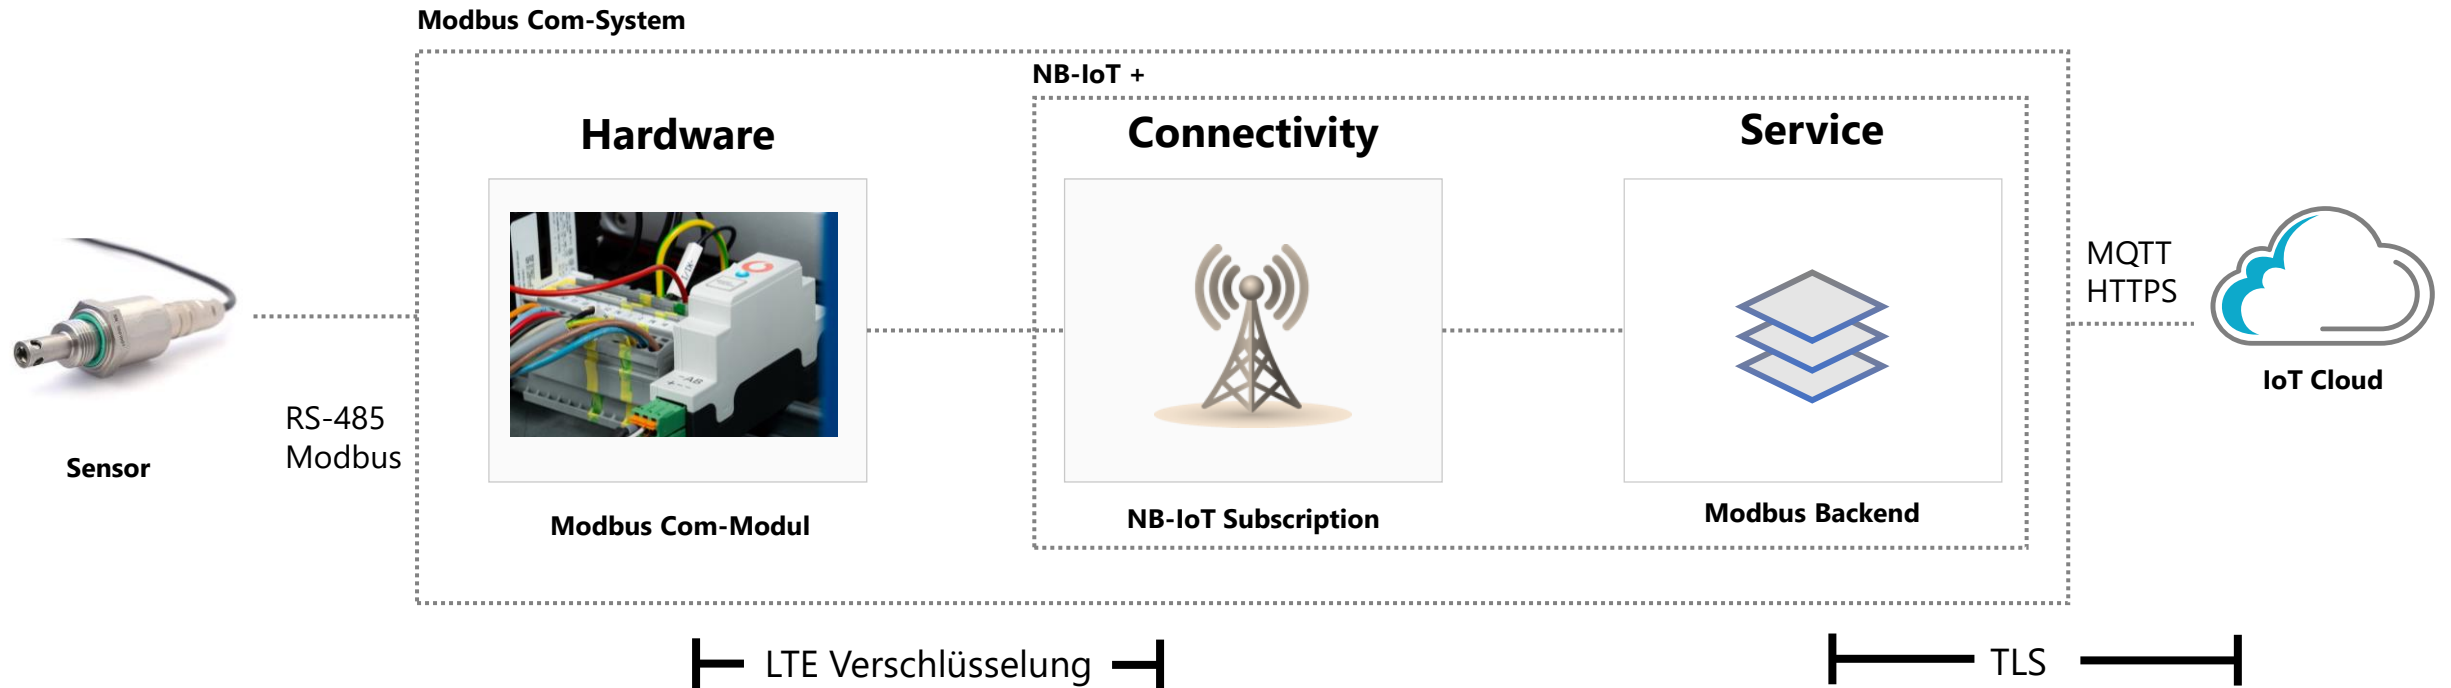 Modbus Com-System
NB-IoT +
Hardware
Connectivity
Service
MQTT
HTTPS
IoT Cloud
RS-485
Modbus
Sensor
Modbus Com-Modul
NB-IoT Subscription
Modbus Backend
LTE Verschlüsselung
TLS